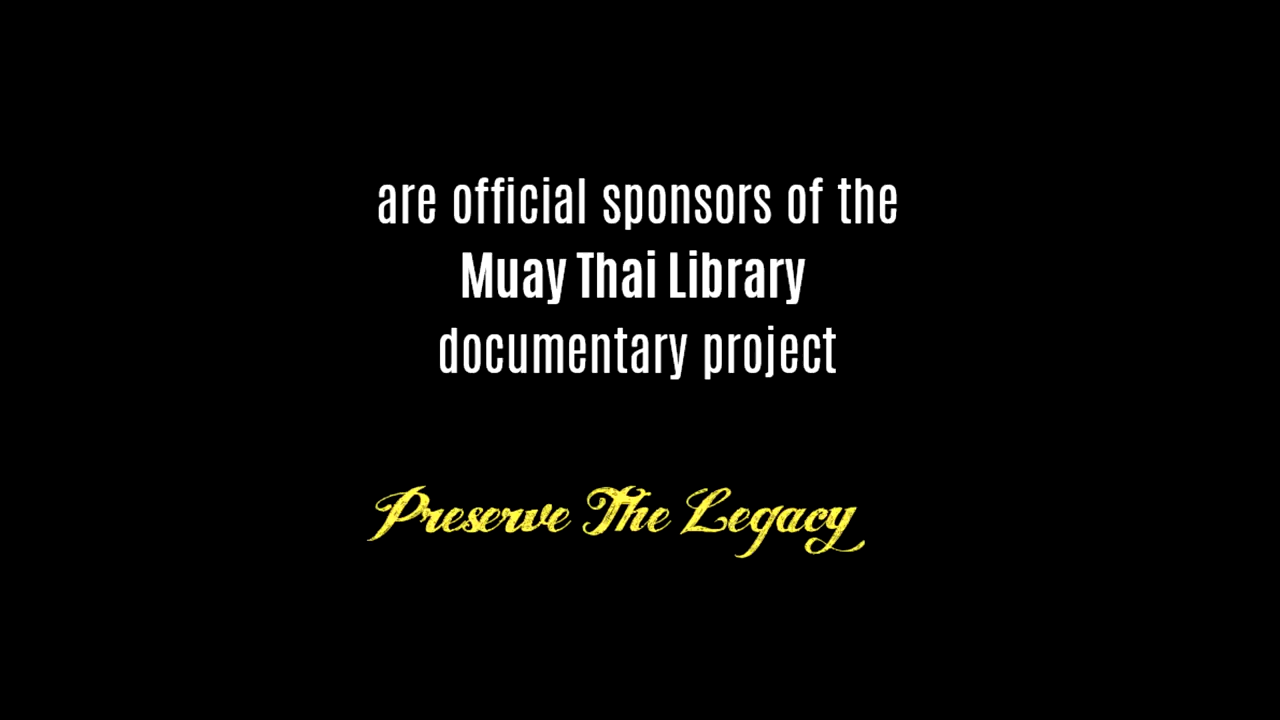 are official sponsors of the
Muay Thai Library
documentary project
Preserve The Legacy